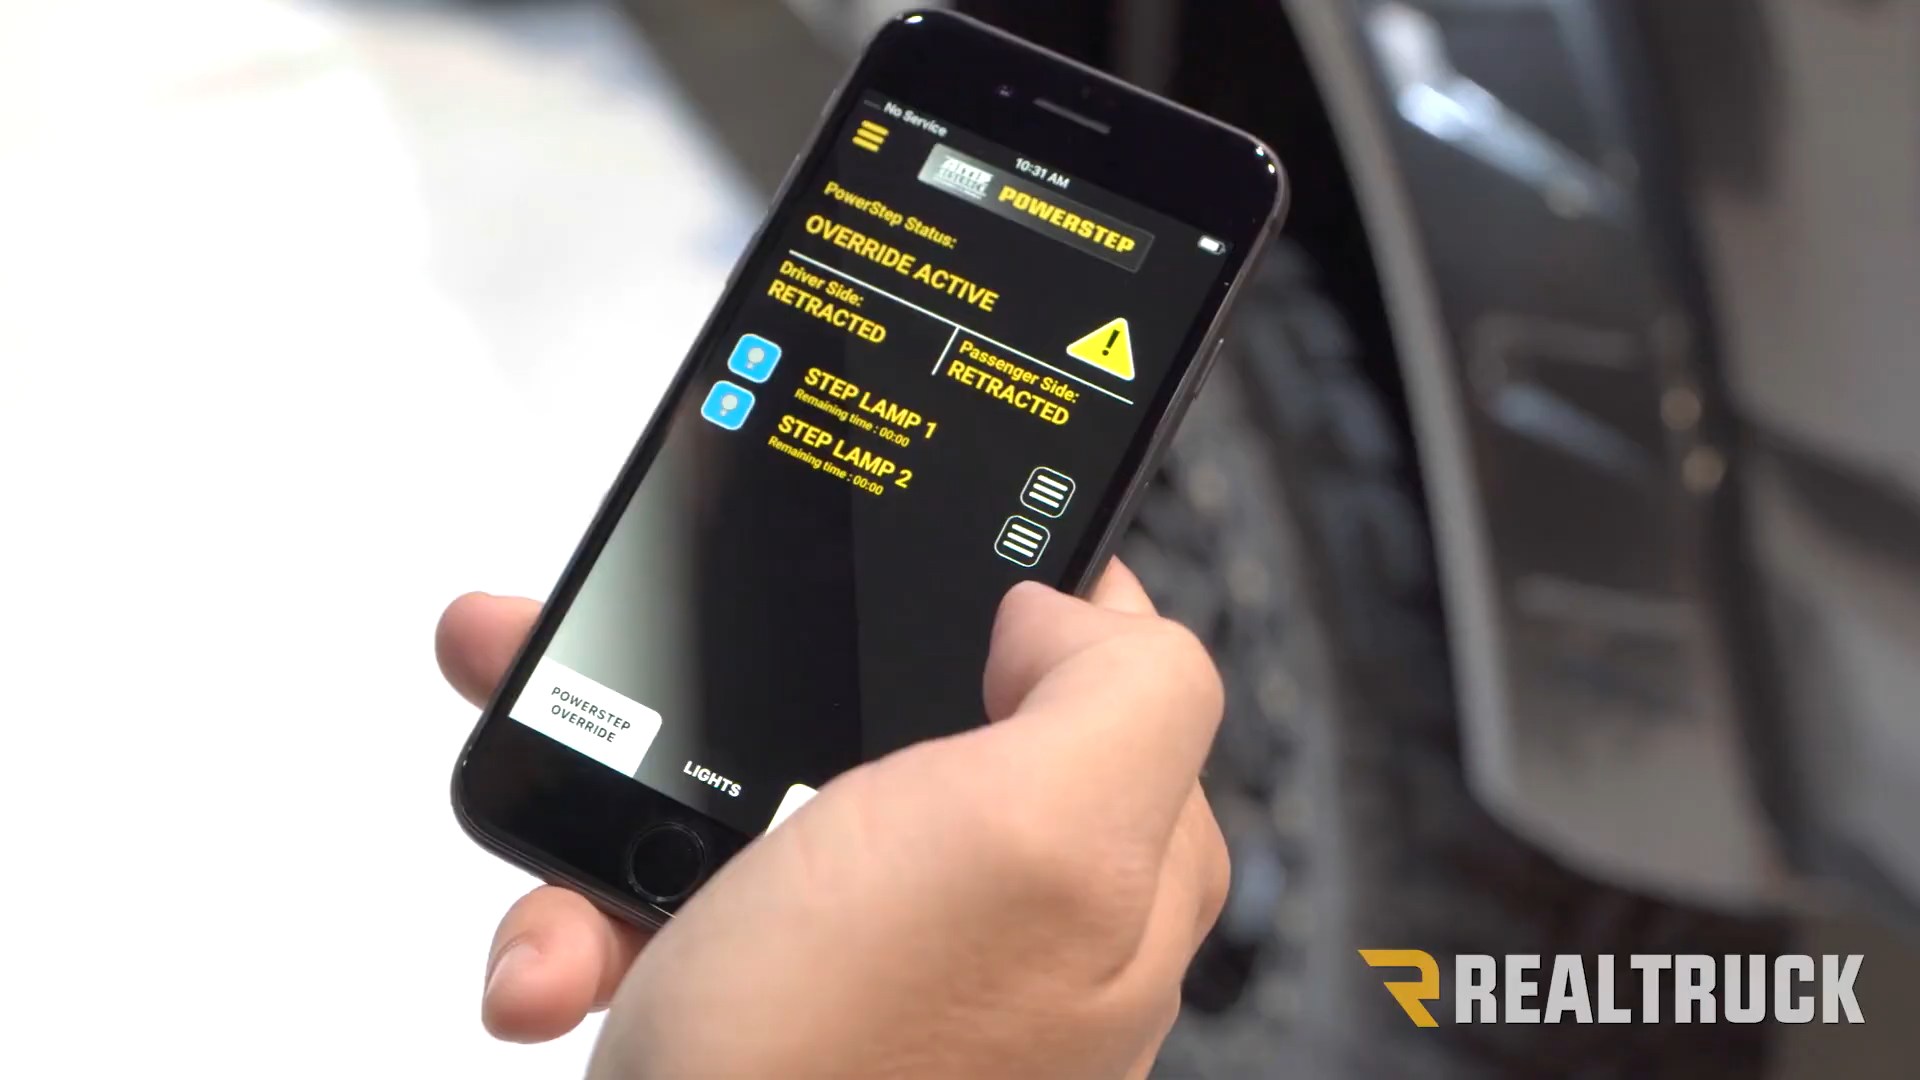 No Service
10:31 AM
POWERSTEP
PowerStep Status:
OVERRIDE ACTIVE
Driver Side:
RETRACTED
Passenger Side:
RETRACTED
STEP LAMP 1
Remaining time : 00:00
STEP LAMP 2
Remaining time : 00:00
POWERSTEP
OVERRIDE
LIGHTS
REALTRUCK